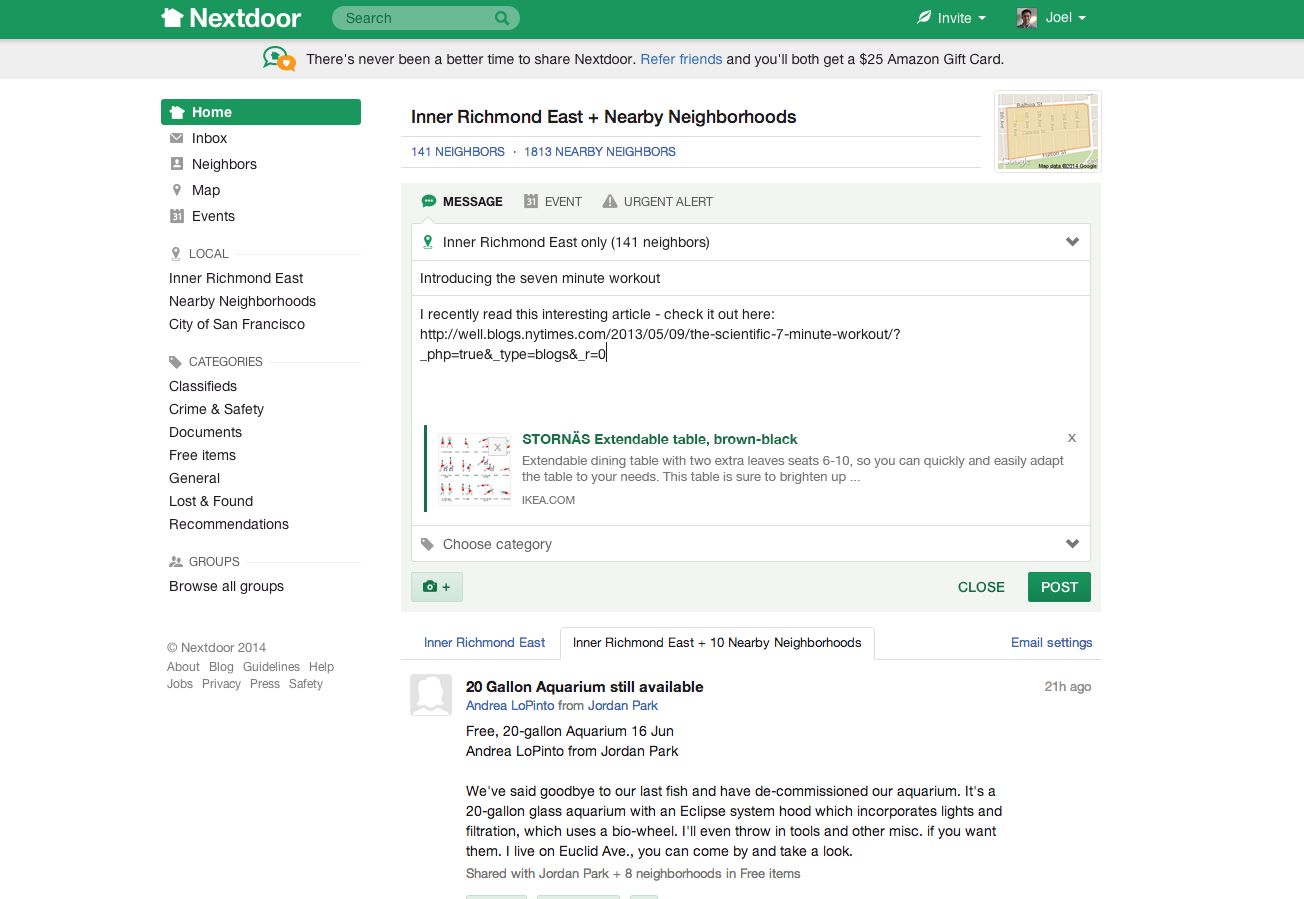 Nextdoor
Search
Invite
Joel
There's never been a better time to share Nextdoor. Refer friends and you'll both get a $25 Amazon Gift Card.
Home
Inbox
Neighbors
Map
31 Events
LOCAL
Inner Richmond East
Nearby Neighborhoods
City of San Francisco
CATEGORIES
Classifieds
Crime & Safety
Documents
Free items
General
Lost & Found
Recommendations
GROUPS
Browse all groups
© Nextdoor 2014
About Blog Guidelines Help
Jobs Privacy Press Safety
Inner Richmond East + Nearby Neighborhoods
141 NEIGHBORS · 1813 NEARBY NEIGHBORS
Balboa St
Fulton St
Google
Map data ©2014 Google
MESSAGE
31 EVENT
URGENT ALERT
Inner Richmond East only (141 neighbors)
Introducing the seven minute workout
I recently read this interesting article - check it out here:
http://well.blogs.nytimes.com/2013/05/09/the-scientific-7-minute-workout/?
_php=true&_type=blogs&_r=0
x
STORNÄS Extendable table, brown-black
x
Extendable dining table with two extra leaves seats 6-10, so you can quickly and easily adapt
the table to your needs. This table is sure to brighten up ...
IKEA.COM
Choose category
+
CLOSE
POST
Inner Richmond East
Inner Richmond East + 10 Nearby Neighborhoods
Email settings
20 Gallon Aquarium still available
21h ago
Andrea LoPinto from Jordan Park
Free, 20-gallon Aquarium 16 Jun
Andrea LoPinto from Jordan Park
We've said goodbye to our last fish and have de-commissioned our aquarium. It's a
20-gallon glass aquarium with an Eclipse system hood which incorporates lights and
filtration, which uses a bio-wheel. I'll even throw in tools and other misc. if you want
them. I live on Euclid Ave., you can come by and take a look.
Shared with Jordan Park + 8 neighborhoods in Free items